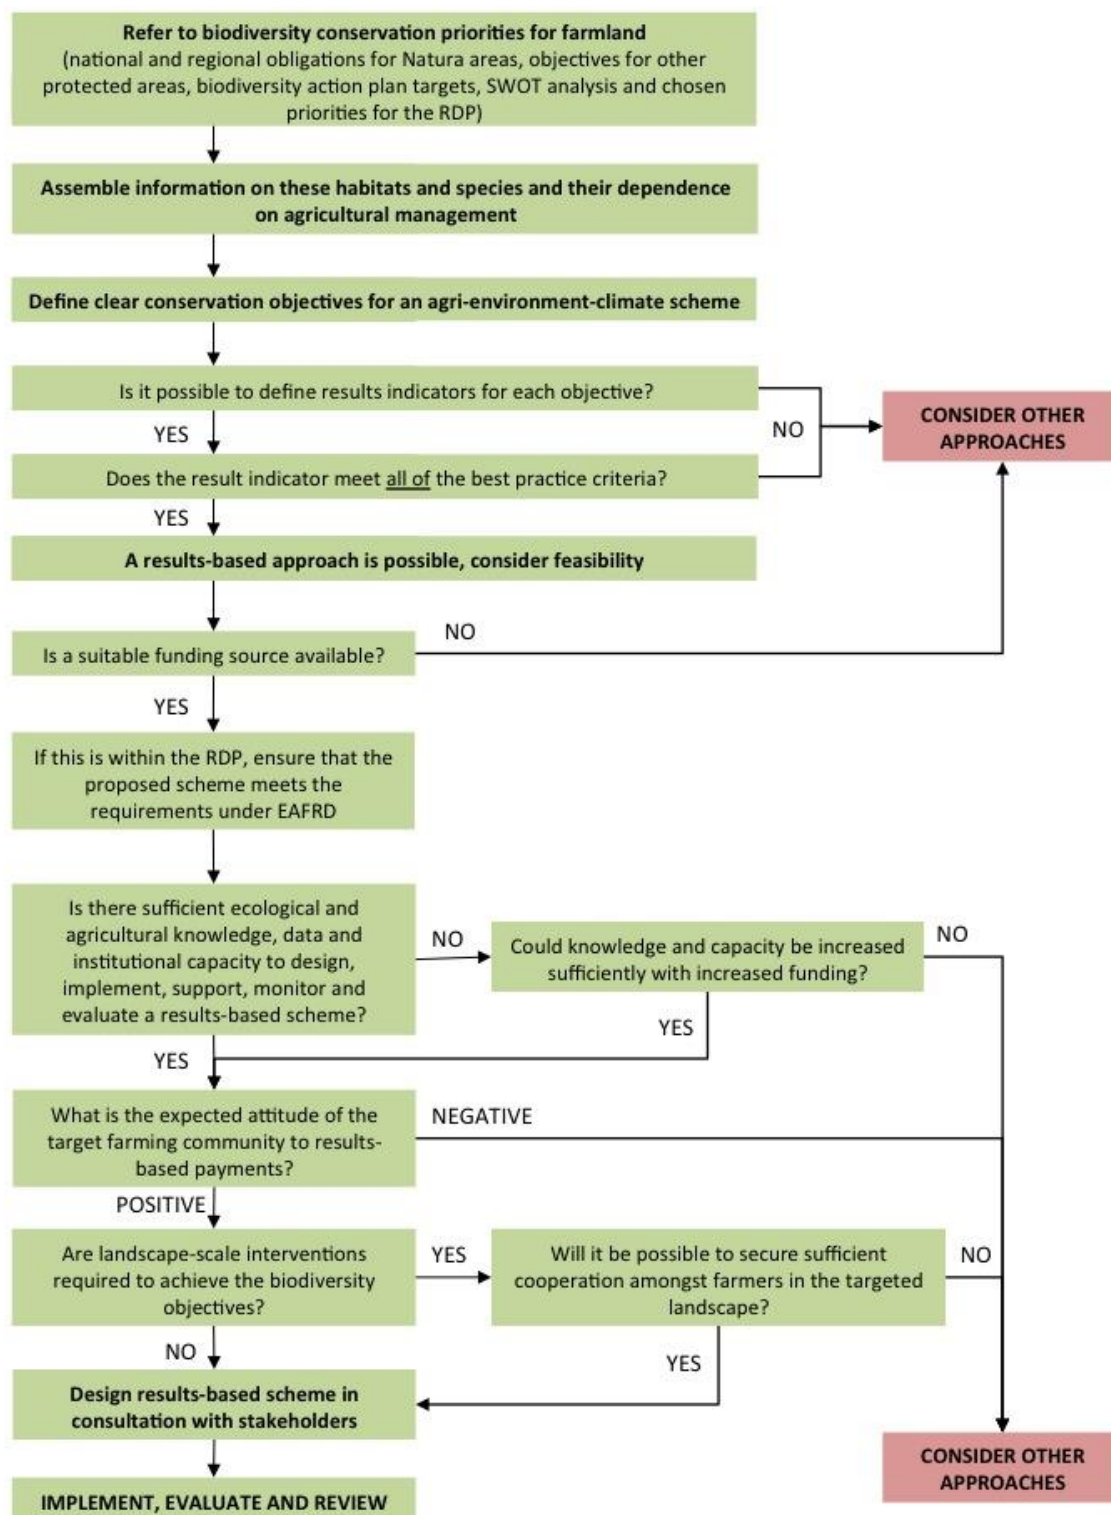 Refer to biodiversity conservation priorities for farmland
(national and regional obligations for Natura areas, objectives for other
protected areas, biodiversity action plan targets, SWOT analysis and chosen
priorities for the RDP)
Assemble information on these habitats and species and their dependence
on agricultural management
Define clear conservation objectives for an agri-environment-climate scheme
Is it possible to define results indicators for each objective?
YES
NO
CONSIDER OTHER
APPROACHES
Does the result indicator meet all of the best practice criteria?
YES
A results-based approach is possible, consider feasibility
Is a suitable funding source available?
NO
YES
If this is within the RDP, ensure that the
proposed scheme meets the
requirements under EAFRD
Is there sufficient ecological and
agricultural knowledge, data and
institutional capacity to design,
implement, support, monitor and
evaluate a results-based scheme?
NO
Could knowledge and capacity be increased
sufficiently with increased funding?
NO
YES
YES
What is the expected attitude of the
target farming community to results-
based payments?
NEGATIVE
POSITIVE
Are landscape-scale interventions
required to achieve the biodiversity
objectives?
YES
Will it be possible to secure sufficient
cooperation amongst farmers in the targeted
landscape?
NO
NO
YES
Design results-based scheme in
consultation with stakeholders
CONSIDER OTHER
APPROACHES
IMPLEMENT, EVALUATE AND REVIEW